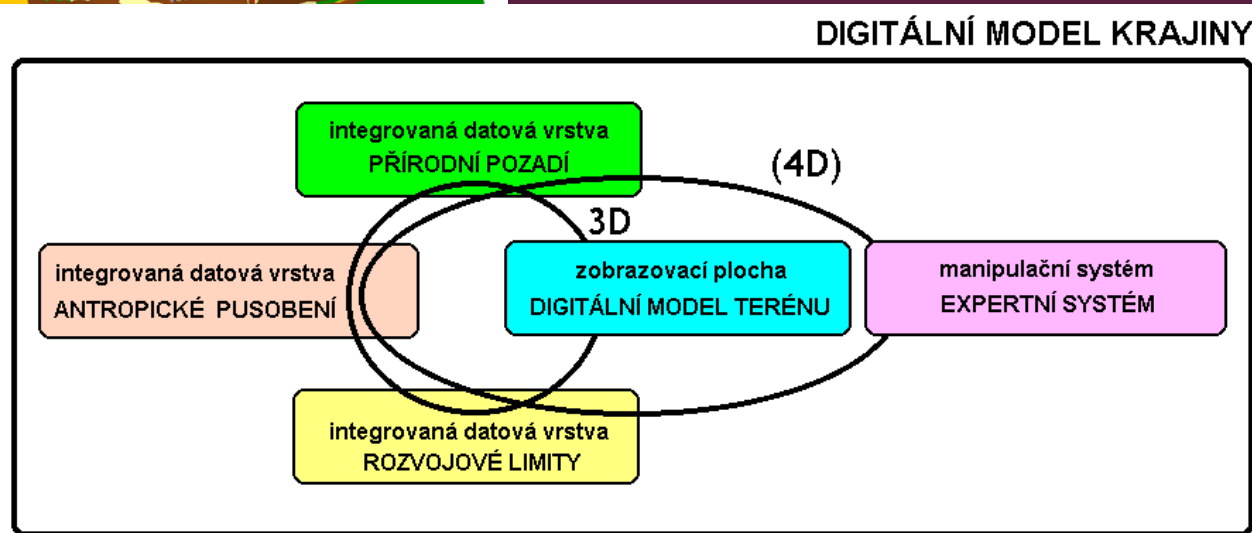 DIGITÁLNÍ MODEL KRAJINY
integrovaná datová vrstva
PŘÍRODNÍ POZADÍ
(4D)
3D
integrovaná datová vrstva
ANTROPICKÉ PUSOBENÍ
zobrazovací plocha
DIGITÁLNÍ MODEL TERÉNU
manipulační systém
EXPERTNÍ SYSTÉM
integrovaná datová vrstva
ROZVOJOVÉ LIMITY